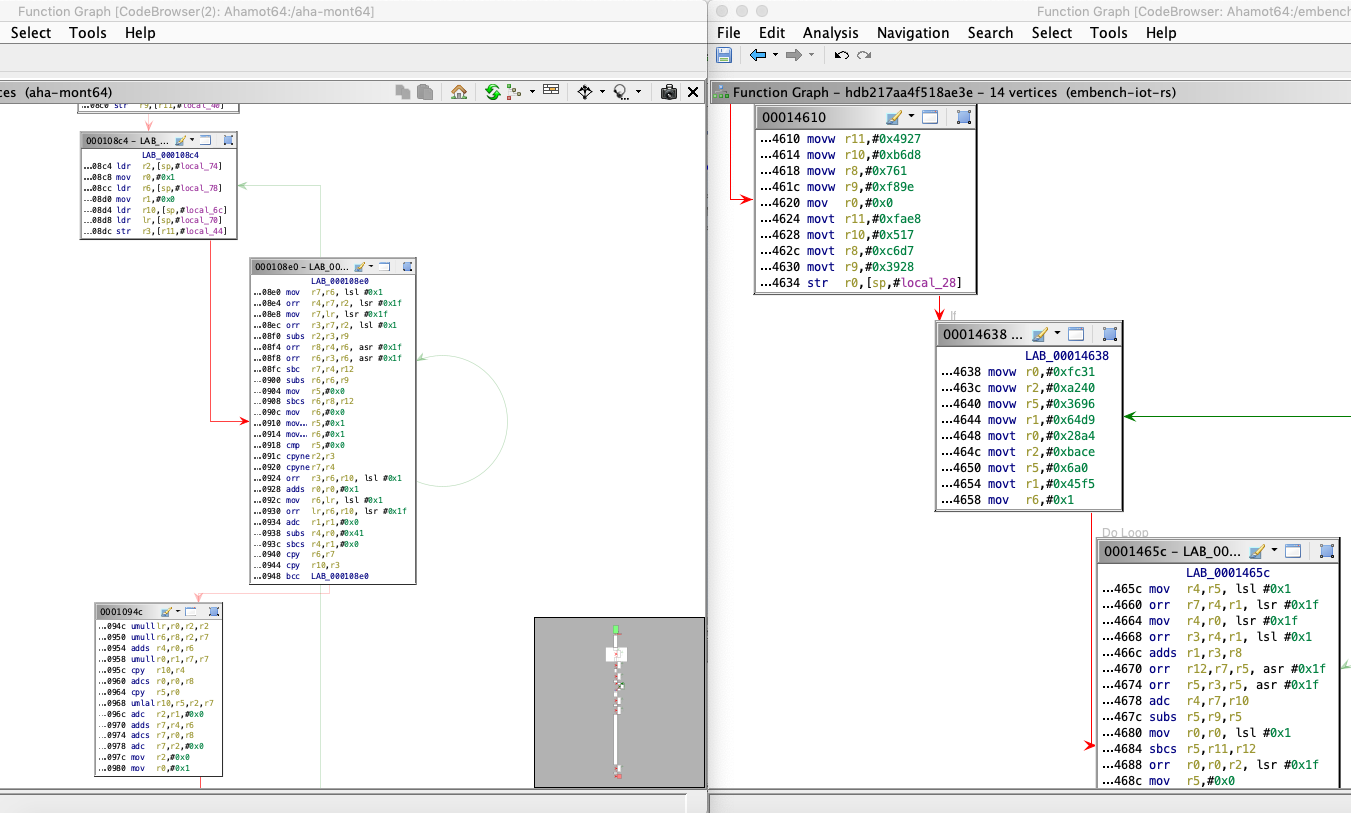 Function Graph [CodeBrowser(2): Ahamot64:/aha-mont64]
Select Tools Help
ces (aha-mont64)
...08c0 str r9,[r11,#local_40]
000108c4 – LAB_...
LAB_000108c4
...08c4 ldr r2,[sp,#local_74]
...08c8 mov r0,#0x1
...08cc ldr r6,[sp,#local_78]
...08d0 mov r1,#0x0
...08d4 ldr r10,[sp,#local_6c]
...08d8 ldr lr,[sp,#local_70]
...08dc str r3,[r11,#local_44]
000108e0 – LAB_00...
LAB_000108e0
...08e0 mov r7,r6, lsl #0x1
...08e4 orr r4,r7,r2, lsr #0x1f
...08e8 mov r7,lr, lsr #0x1f
...08ec orr r3,r7,r2, lsl #0x1
...08f0 subs r2,r3,r9
...08f4 orr r8,r4,r6, asr #0x1f
...08f8 orr r6,r3,r6, asr #0x1f
...08fc sbc r7,r4,r12
...0900 subs r6,r6,r9
...0904 mov r5,#0x0
...0908 sbcs r6,r8,r12
...090c mov r6,#0x0
...0910 mov... r5,#0x1
...0914 mov... r6,#0x1
...0918 cmp r5,#0x0
...091c cpyne r2,r3
...0920 cpyne r7,r4
...0924 orr r3,r6,r10, lsl #0x1
...0928 adds r0,r0,#0x1
...092c mov r6,lr, lsl #0x1
...0930 orr lr,r6,r10, lsr #0x1f
...0934 adc r1,r1,#0x0
...0938 subs r4,r0,#0x41
...093c sbcs r4,r1,#0x0
...0940 cpy r6,r7
...0944 cpy r10,r3
...0948 bcc LAB_000108e0
0001094c
...094c umull lr,r0,r2,r2
...0950 umull r6,r8,r2,r7
...0954 adds r4,r0,r6
...0958 umull r0,r1,r7,r7
...095c cpy r10,r4
...0960 adcs r0,r0,r8
...0964 cpy r5,r0
...0968 umlal r10,r5,r2,r7
...096c adc r2,r1,#0x0
...0970 adds r7,r4,r6
...0974 adcs r7,r0,r8
...0978 adc r7,r2,#0x0
...097c mov r2,#0x0
...0980 mov r0,#0x1
Function Graph [CodeBrowser: Ahamot64:/embench
File Edit Analysis Navigation Search Select Tools Help
Function Graph – hdb217aa4f518ae3e – 14 vertices (embench-iot-rs)
00014610
...4610 movw r11,#0x4927
...4614 movw r10,#0xb6d8
...4618 movw r8,#0x761
...461c movw r9,#0xf89e
...4620 mov r0,#0x0
...4624 movt r11,#0xfae8
...4628 movt r10,#0x517
...462c movt r8,#0xc6d7
...4630 movt r9,#0x3928
...4634 str r0,[sp,#local_28]
If
00014638 ...
LAB_00014638
...4638 movw r0,#0xfc31
...463c movw r2,#0xa240
...4640 movw r5,#0x3696
...4644 movw r1,#0x64d9
...4648 movt r0,#0x28a4
...464c movt r2,#0xbace
...4650 movt r5,#0x6a0
...4654 movt r1,#0x45f5
...4658 mov r6,#0x1
Do Loop
0001465c – LAB_00...
LAB_0001465c
...465c mov r4,r5, lsl #0x1
...4660 orr r7,r4,r1, lsr #0x1f
...4664 mov r4,r0, lsr #0x1f
...4668 orr r3,r4,r1, lsl #0x1
...466c adds r1,r3,r8
...4670 orr r12,r7,r5, asr #0x1f
...4674 orr r5,r3,r5, asr #0x1f
...4678 adc r4,r7,r10
...467c subs r5,r9,r5
...4680 mov r0,r0, lsl #0x1
...4684 sbcs r5,r11,r12
...4688 orr r0,r0,r2, lsr #0x1f
...468c mov r5,#0x0